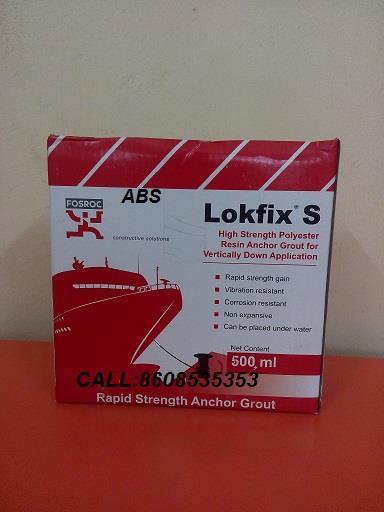 FOSROC
constructive solutions
ABS
Lokfix® S
High Strength Polyester
Resin Anchor Grout for
Vertically Down Application
Rapid strength gain
Vibration resistant
Corrosion resistant
Non expansive
Can be placed under water
Net Content
500 ml
CALL:8608535353
Rapid Strength Anchor Grout